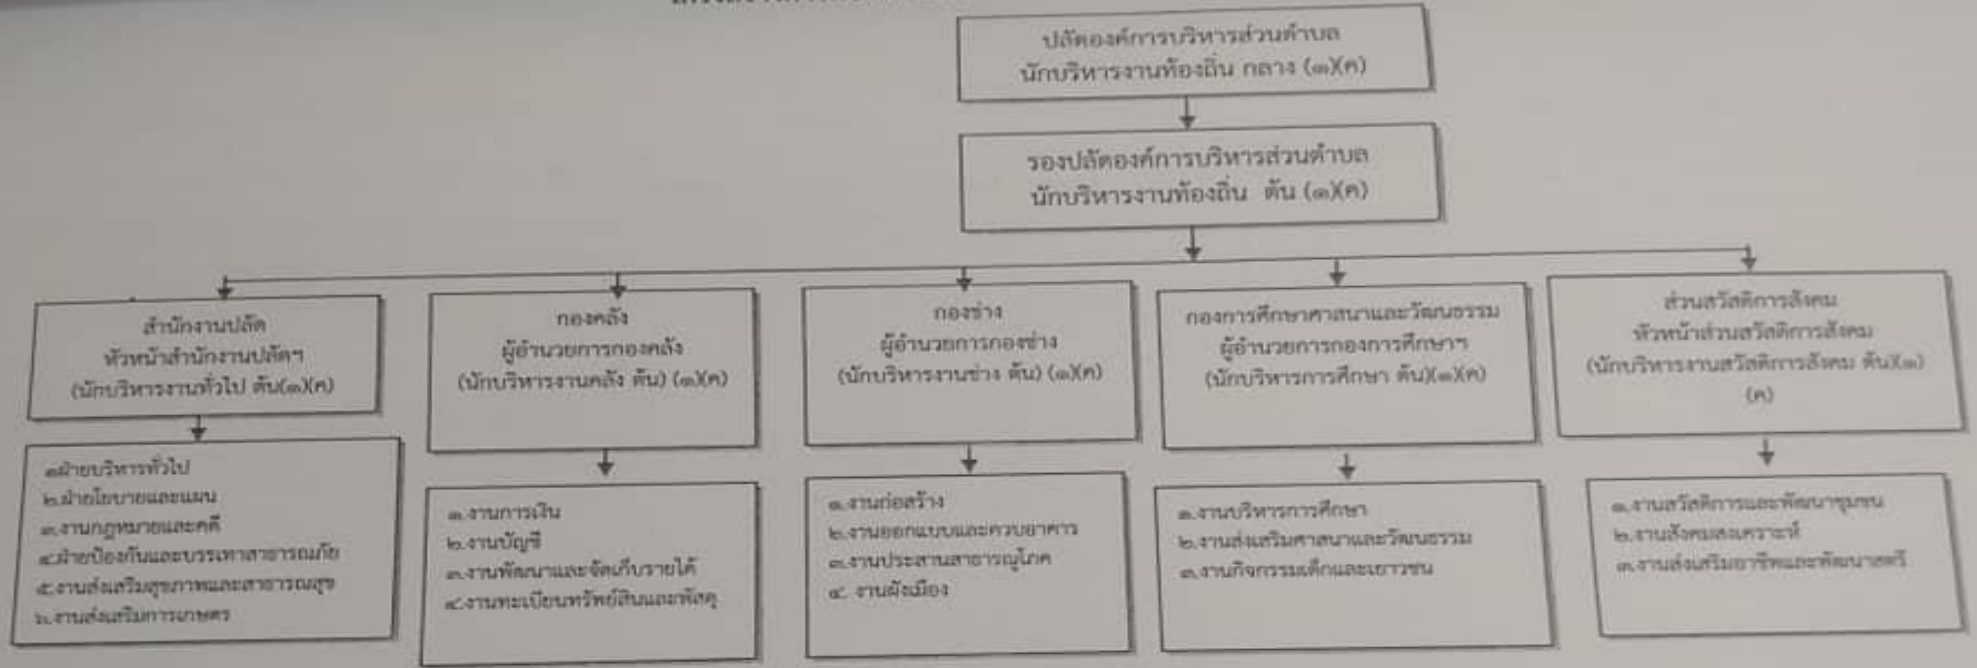 ปลัดองค์การบริหารส่วนตำบล
นักบริหารงานท้องถิ่น กลาง (๑)(ค)
รองปลัดองค์การบริหารส่วนตำบล
นักบริหารงานท้องถิ่น ต้น (๑)(ค)
สำนักงานปลัด
หัวหน้าสำนักงานปลัดฯ
(นักบริหารงานทั่วไป ต้น(๑)(ค)
กองคลัง
ผู้อำนวยการกองคลัง
(นักบริหารงานคลัง ต้น) (๑)(ค)
กองช่าง
ผู้อำนวยการกองช่าง
(นักบริหารงานช่าง ต้น) (๑)(ค)
กองการศึกษาศาสนาและวัฒนธรรม
ผู้อำนวยการกองการศึกษาฯ
(นักบริหารการศึกษา ต้น)(๑)(ค)
ส่วนสวัสดิการสังคม
หัวหน้าส่วนสวัสดิการสังคม
(นักบริหารงานสวัสดิการสังคม ต้น)(๑)
(ค)
๑.ฝ่ายบริหารทั่วไป
๒.ฝ่ายโยบายและแผน
๓.งานกฎหมายและคดี
๔.ฝ่ายป้องกันและบรรเทาสาธารณภัย
๕.งานส่งเสริมสุขภาพและสาธารณสุข
๖.งานส่งเสริมการเกษตร
๑.งานการเงิน
๒.งานบัญชี
๓.งานพัฒนาและจัดเก็บรายได้
๔.งานทะเบียนทรัพย์สินและพัสดุ
๑.งานก่อสร้าง
๒.งานออกแบบและควบอาคาร
๓.งานประสานสาธารณูโภค
๔. งานผังเมือง
๑.งานบริหารการศึกษา
๒.งานส่งเสริมศาสนาและวัฒนธรรม
๓.งานกิจกรรมเด็กและเยาวชน
๑.งานสวัสดิการและพัฒนาชุมชน
๒.งานสังคมสงเคราะห์
๓.งานส่งเสริมอาชีพและพัฒนาสตรี